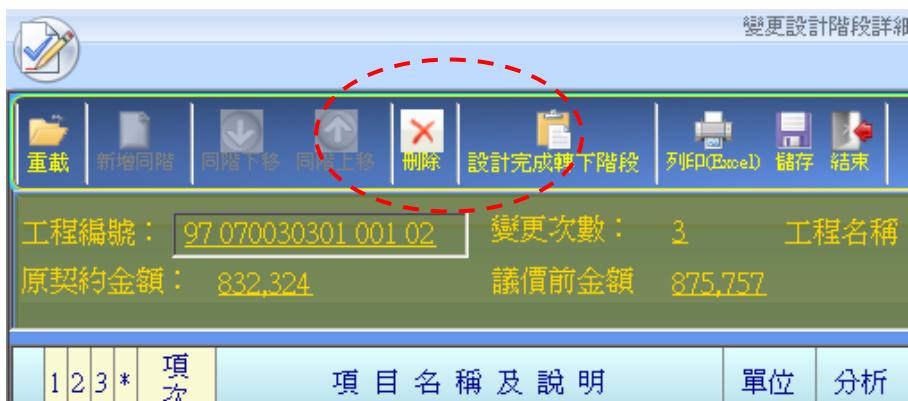 變更設計階段詳細
重載 新增同階 同階下移 同階上移 刪除 設計完成轉下階段 列印(Excel) 儲存 結束
工程編號： 97 070030301 001 02 變更次數： 3 工程名稱
原契約金額： 832,324 議價前金額 875,757
1 2 3 * 項次 項目名稱及說明 單位 分析